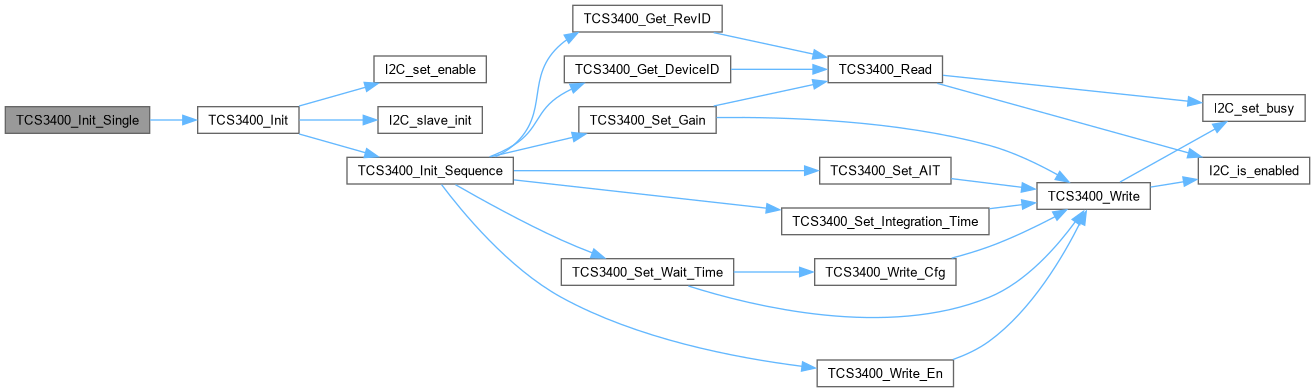 TCS3400_Init_Single
TCS3400_Init
I2C_set_enable
I2C_slave_init
TCS3400_Init_Sequence
TCS3400_Get_RevID
TCS3400_Get_DeviceID
TCS3400_Set_Gain
TCS3400_Set_AIT
TCS3400_Set_Integration_Time
TCS3400_Set_Wait_Time
TCS3400_Write_Cfg
TCS3400_Write_En
TCS3400_Read
TCS3400_Write
I2C_set_busy
I2C_is_enabled